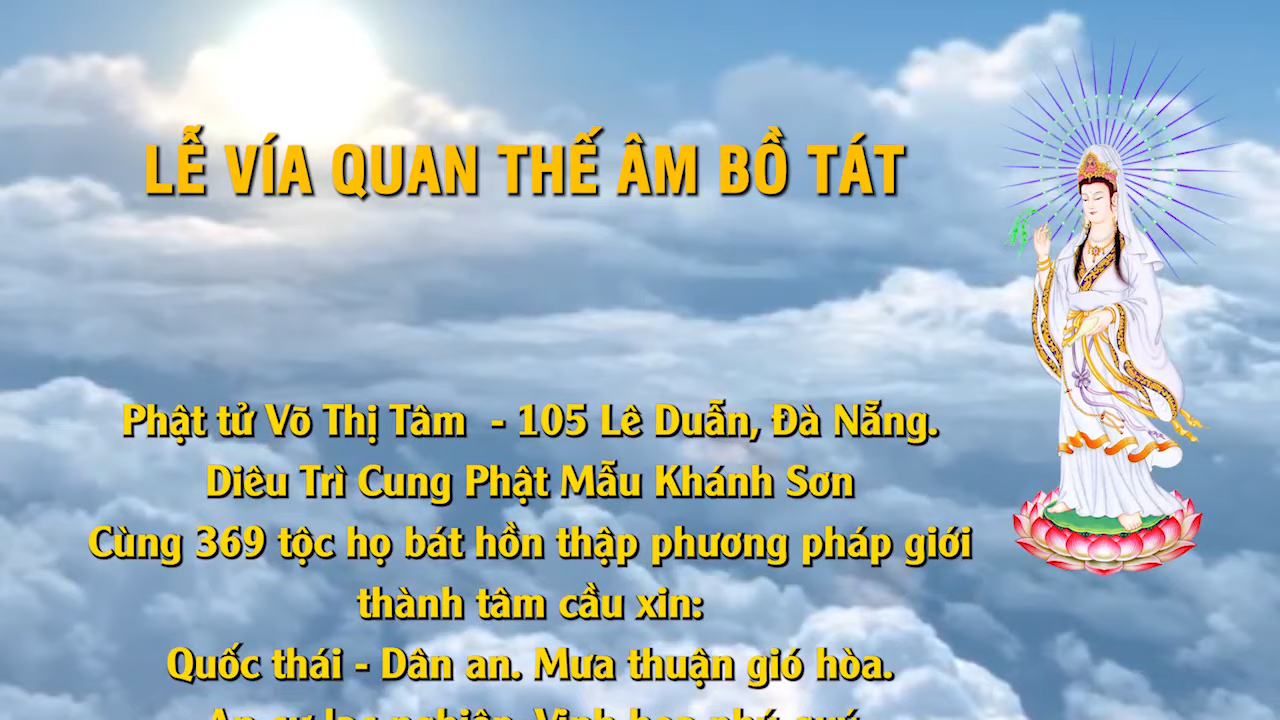 LỄ VÍA QUAN THẾ ÂM BỒ TÁT
Phật tử Võ Thị Tâm - 105 Lê Duẫn, Đà Nẵng.
Diêu Trì Cung Phật Mẫu Khánh Sơn
Cùng 369 tộc họ bát hồn thập phương pháp giới
thành tâm cầu xin:
Quốc thái - Dân an. Mưa thuận gió hòa.